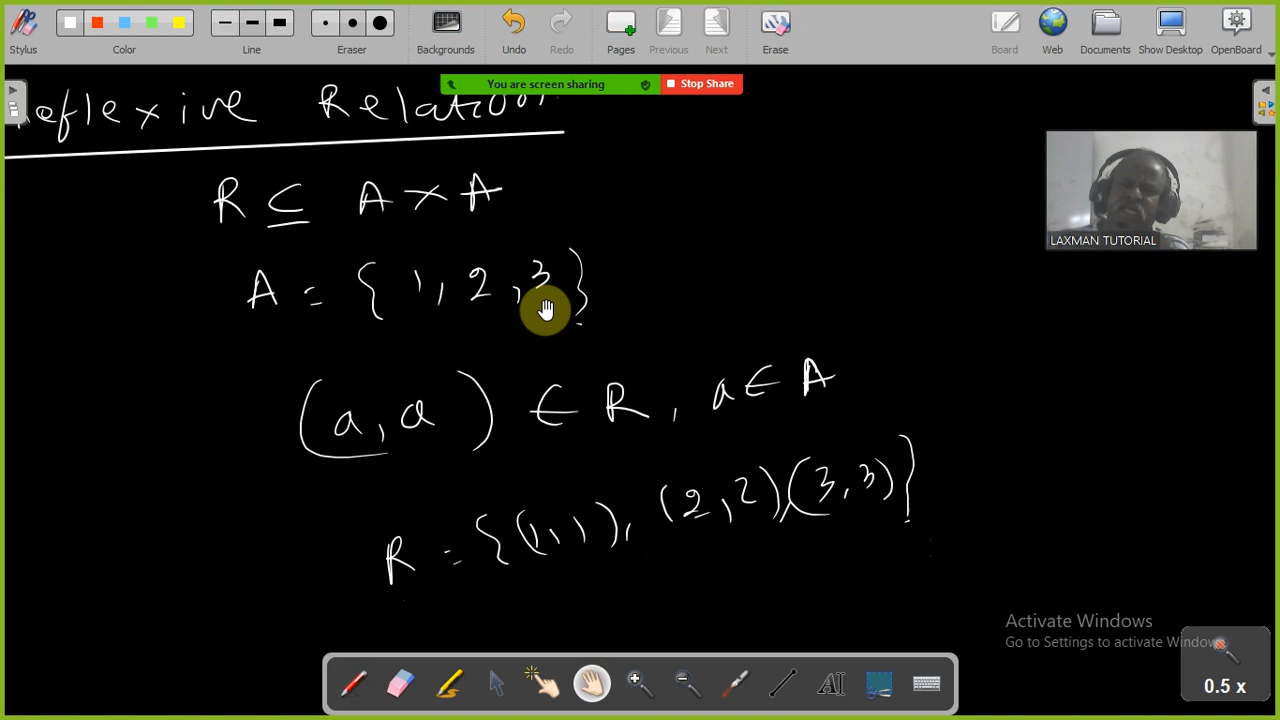 Stylus Color Line Eraser Backgrounds Undo Redo Pages Previous Next Erase Board Web Documents Show Desktop OpenBoard
You are screen sharing Stop Share
eflexive Relation
R ⊆ A × A
LAXMAN TUTORIAL
A = { 1, 2, 3 }
(a, a) ∈ R, a ∈ A
R = {(1, 1), (2, 2), (3, 3)}
Activate Windows
Go to Settings to activate Windows
AI
0.5 x